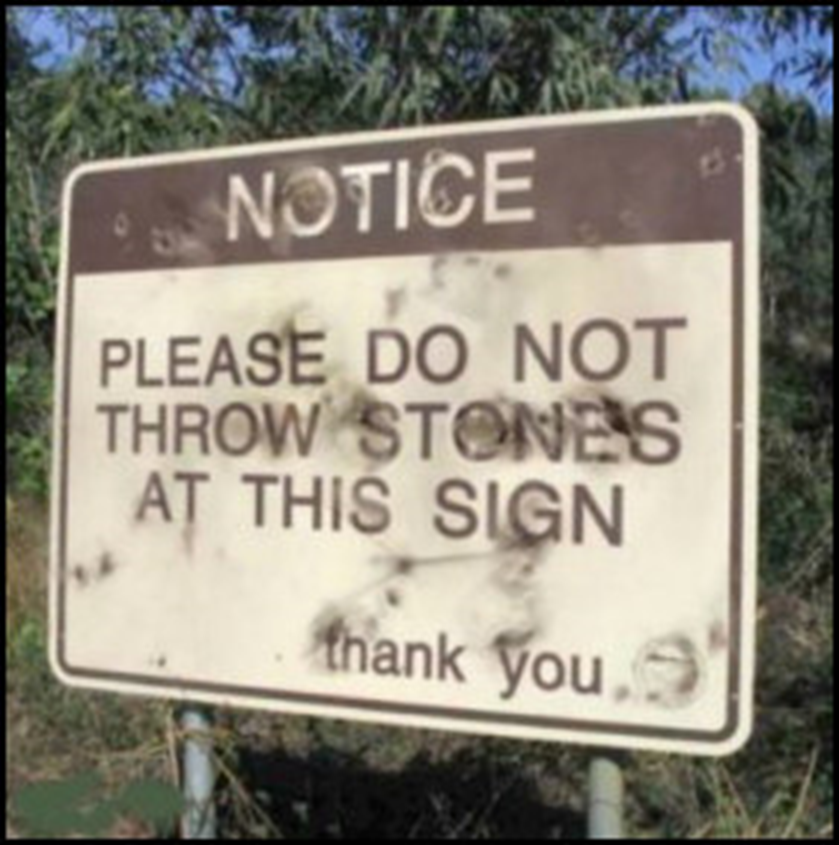 NOTICE
PLEASE DO NOT
THROW STONES
AT THIS SIGN
thank you